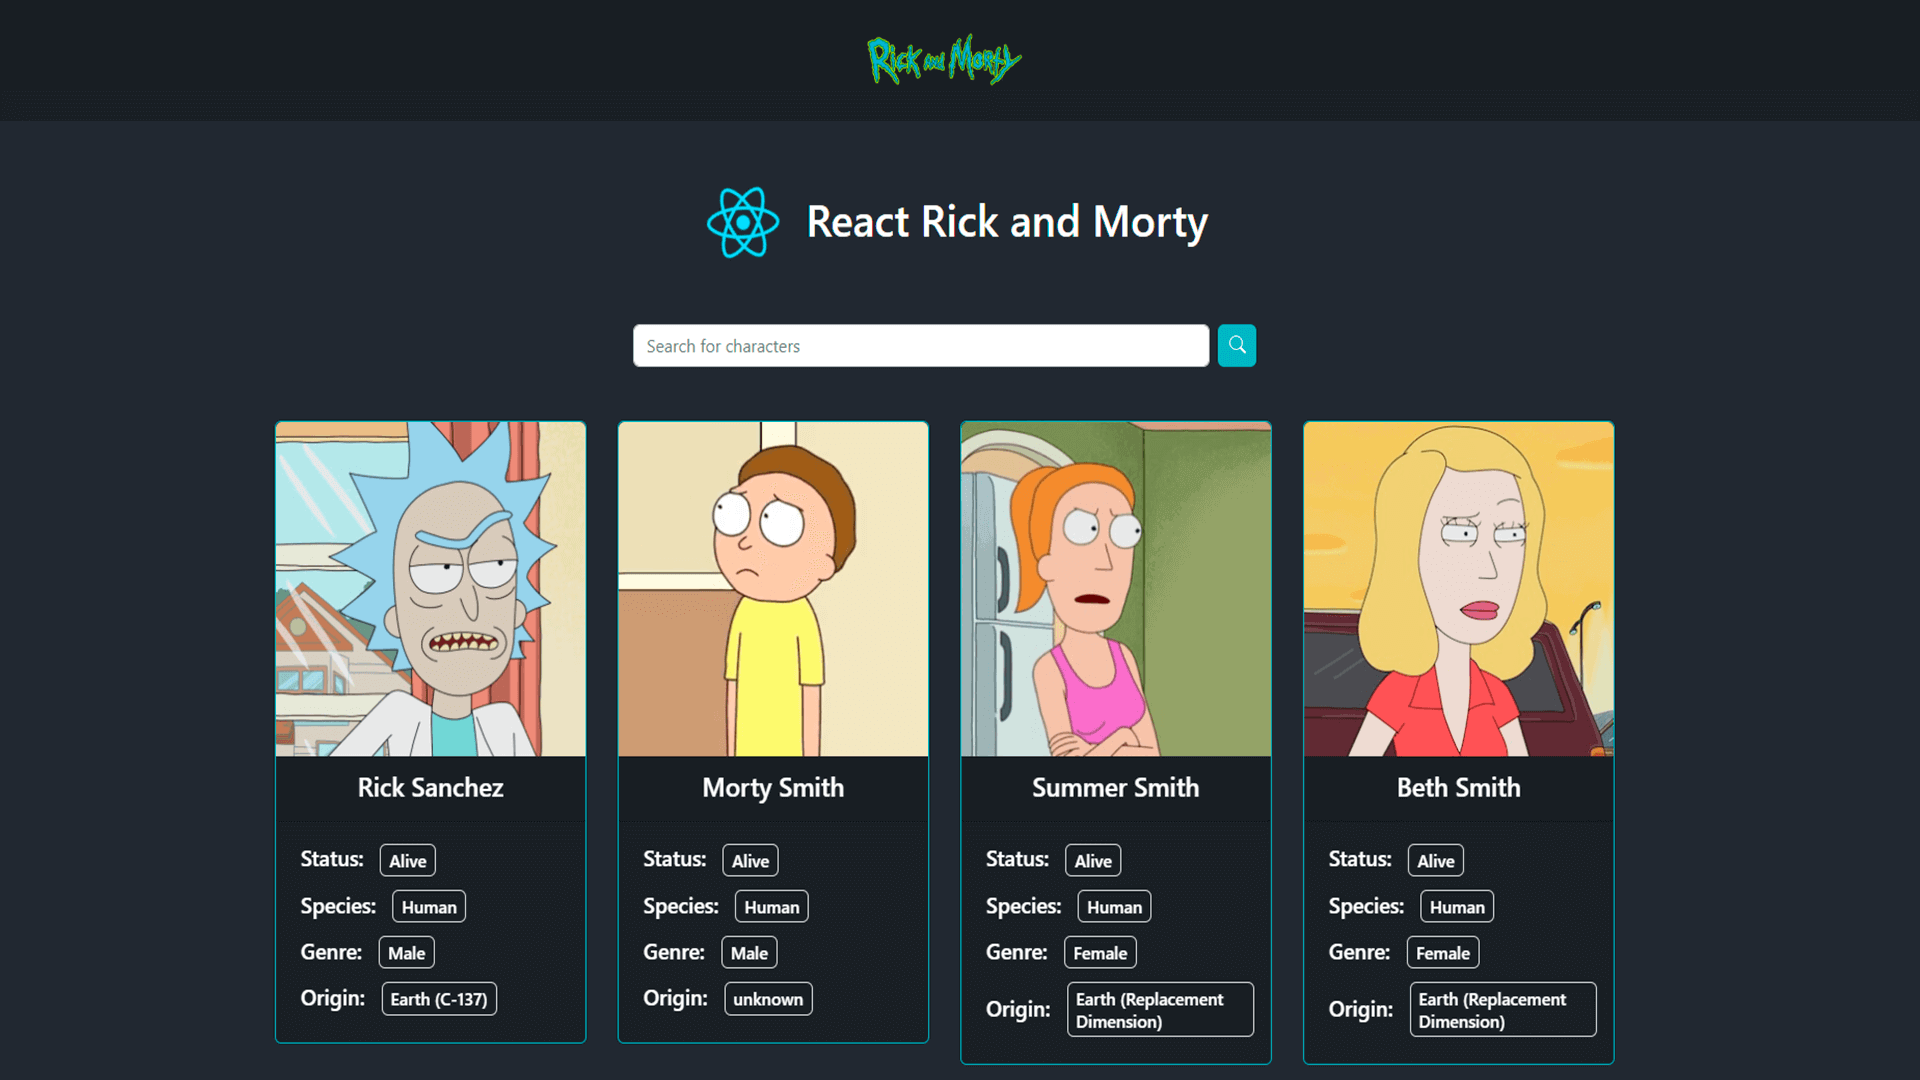 Rick and Morty
React Rick and Morty
Search for characters
Rick Sanchez
Status: Alive
Species: Human
Genre: Male
Origin: Earth (C-137)
Morty Smith
Status: Alive
Species: Human
Genre: Male
Origin: unknown
Summer Smith
Status: Alive
Species: Human
Genre: Female
Origin: Earth (Replacement
Dimension)
Beth Smith
Status: Alive
Species: Human
Genre: Female
Origin: Earth (Replacement
Dimension)